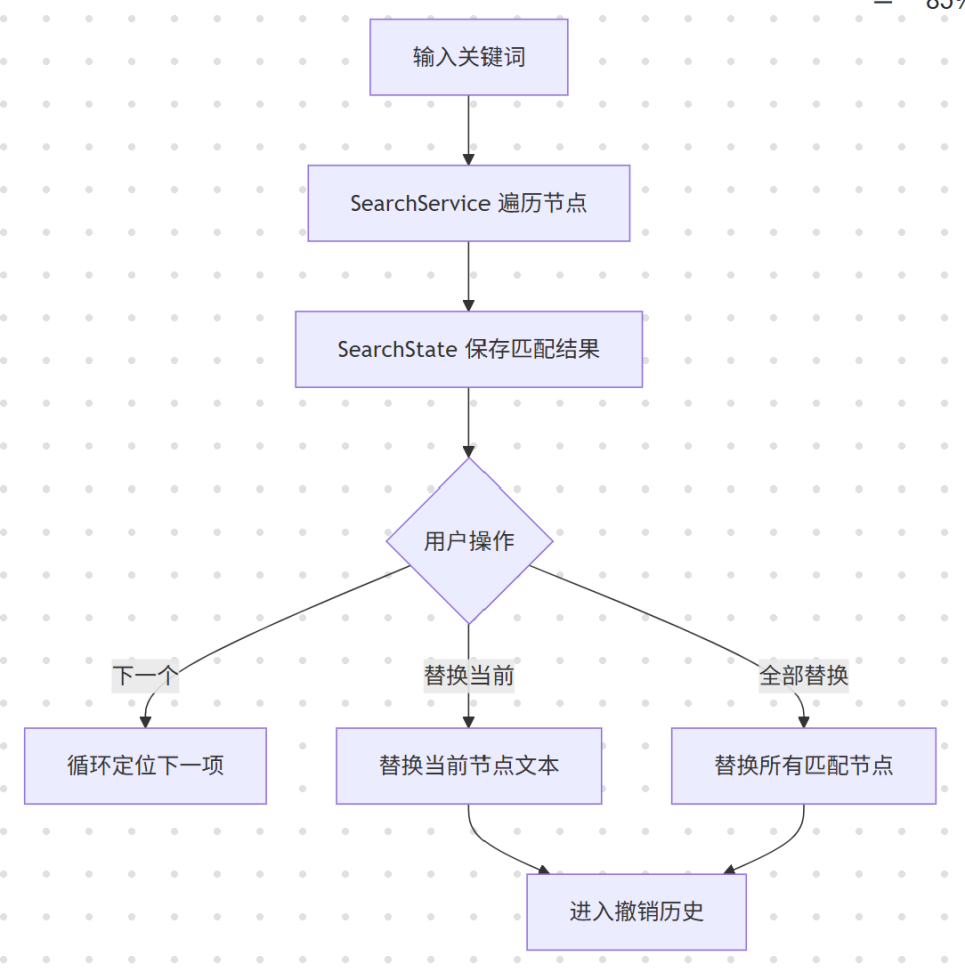 输入关键词
SearchService 遍历节点
SearchState 保存匹配结果
用户操作
下一个
替换当前
全部替换
循环定位下一项
替换当前节点文本
替换所有匹配节点
进入撤销历史